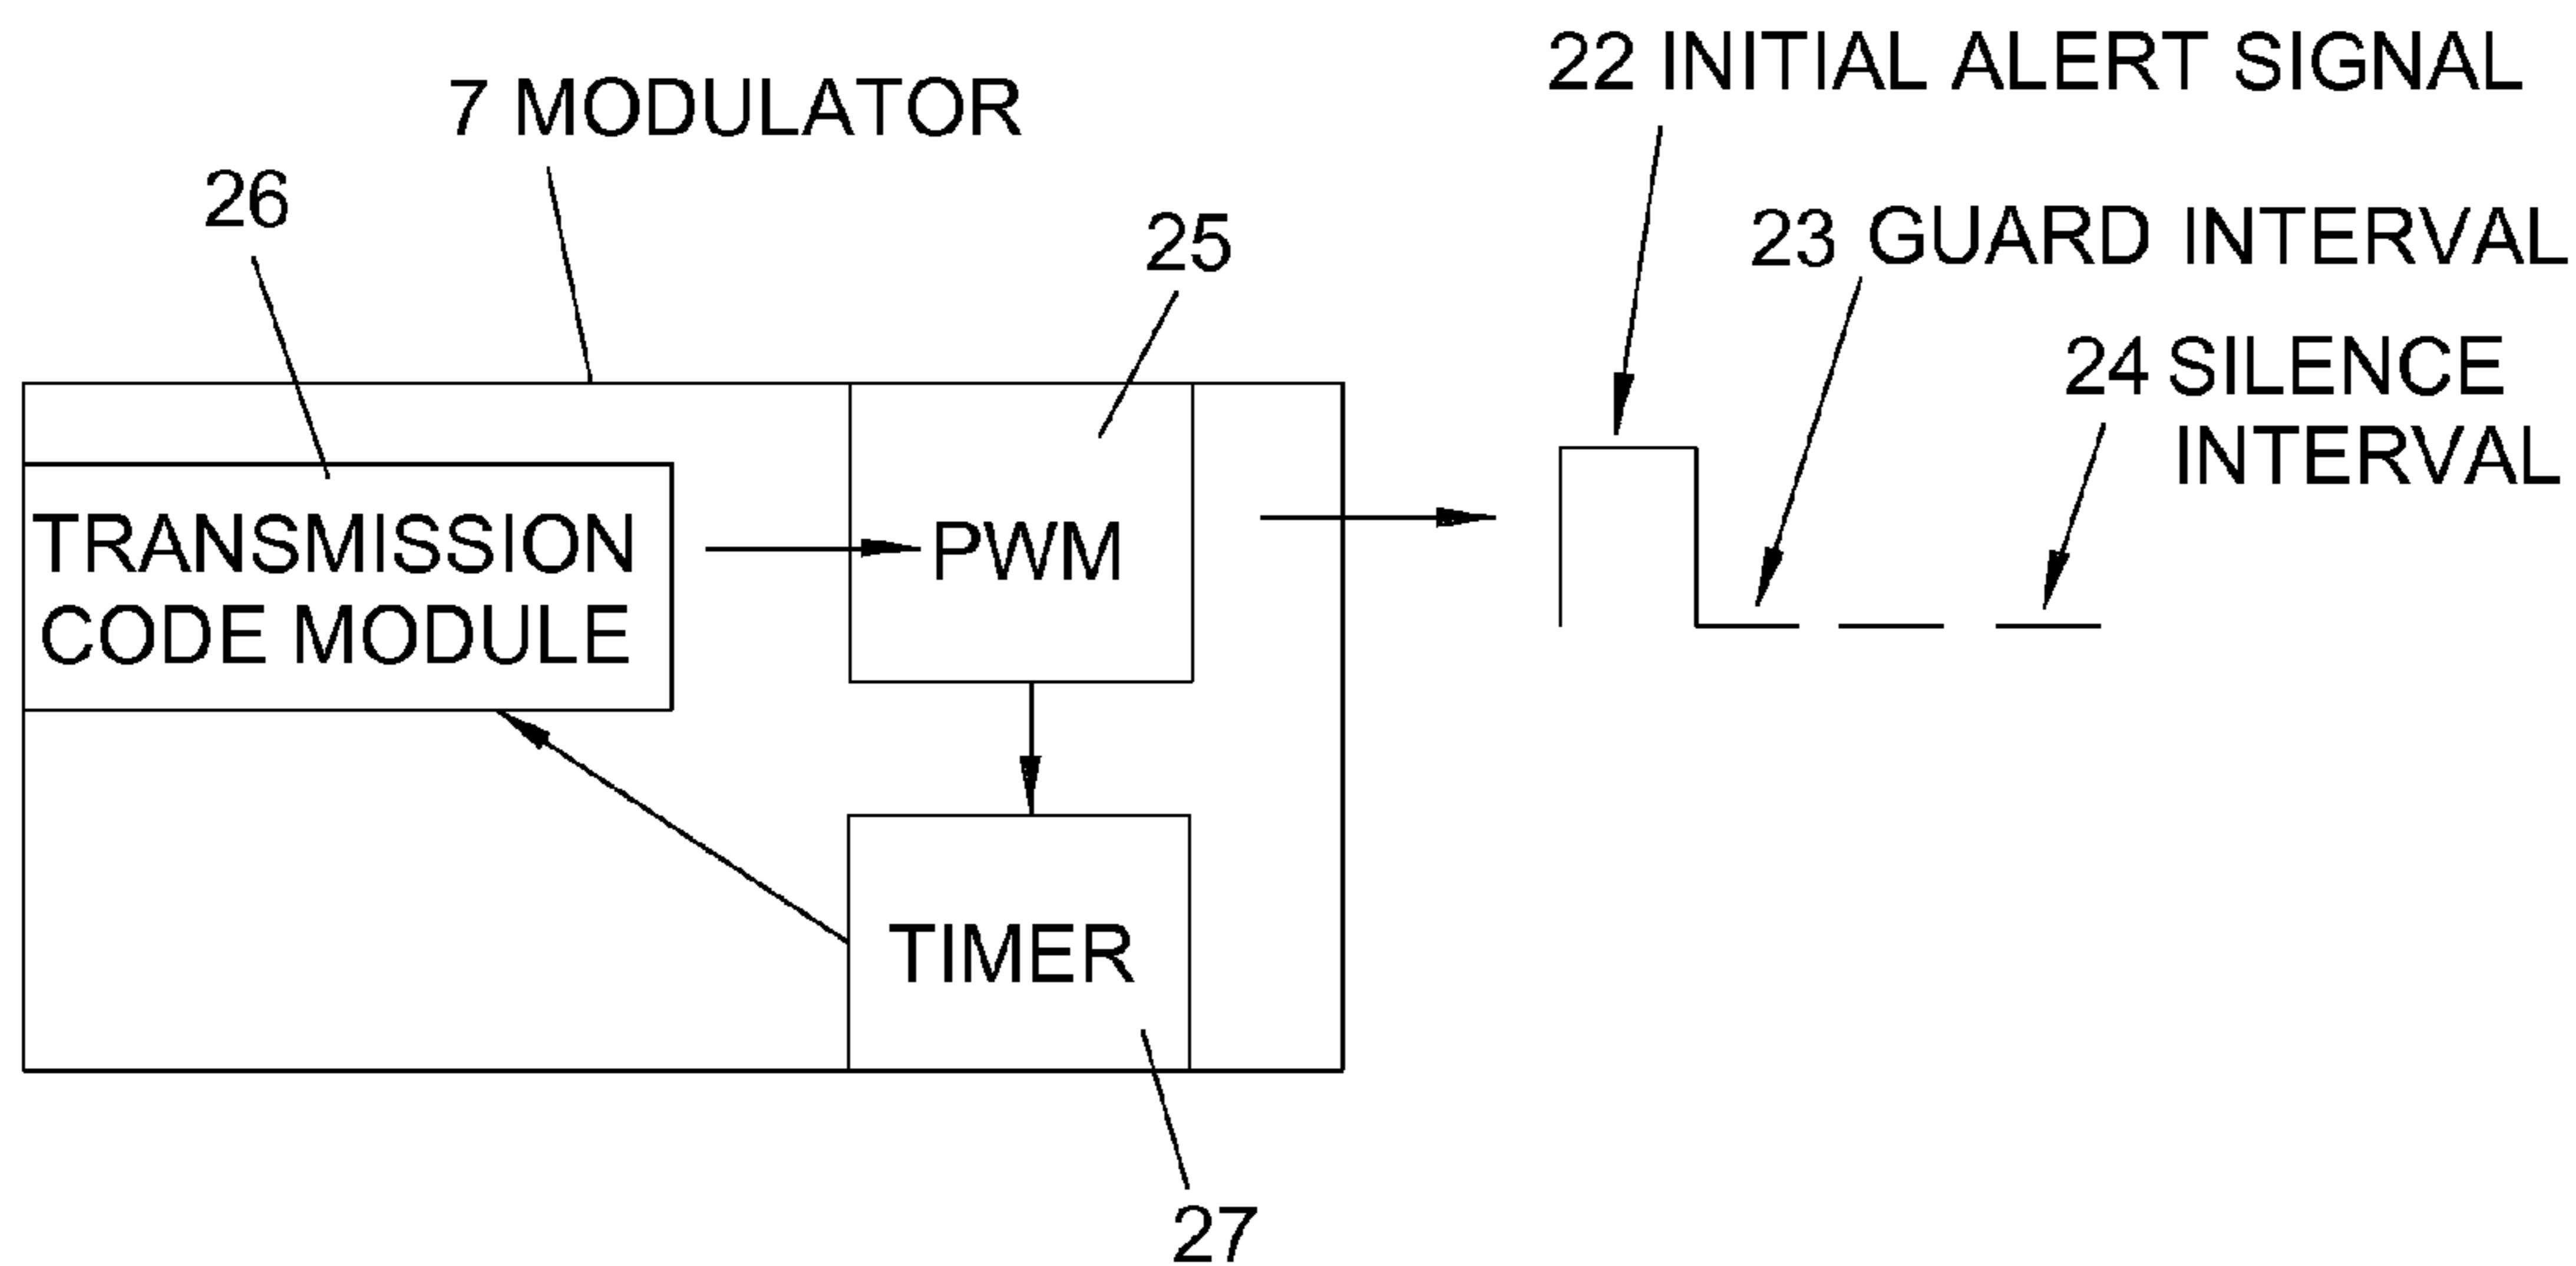 22 INITIAL ALERT SIGNAL
7 MODULATOR
26
25
23 GUARD INTERVAL
24 SILENCE
INTERVAL
TRANSMISSION
CODE MODULE
PWM
TIMER
27